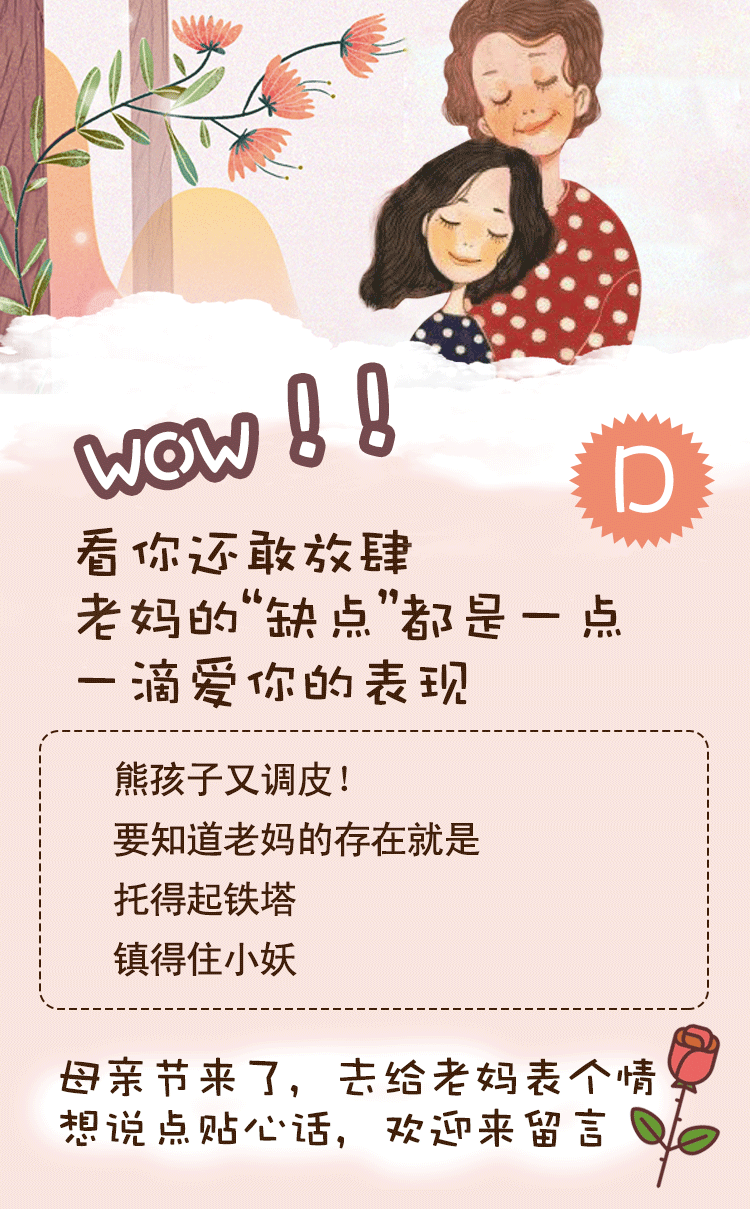 WOW!!
D
看你还敢放肆
老妈的“缺点”都是一点
一滴爱你的表现
熊孩子又调皮！
要知道老妈的存在就是
托得起铁塔
镇得住小妖
母亲节来了，去给老妈表个情
想说点贴心话，欢迎来留言